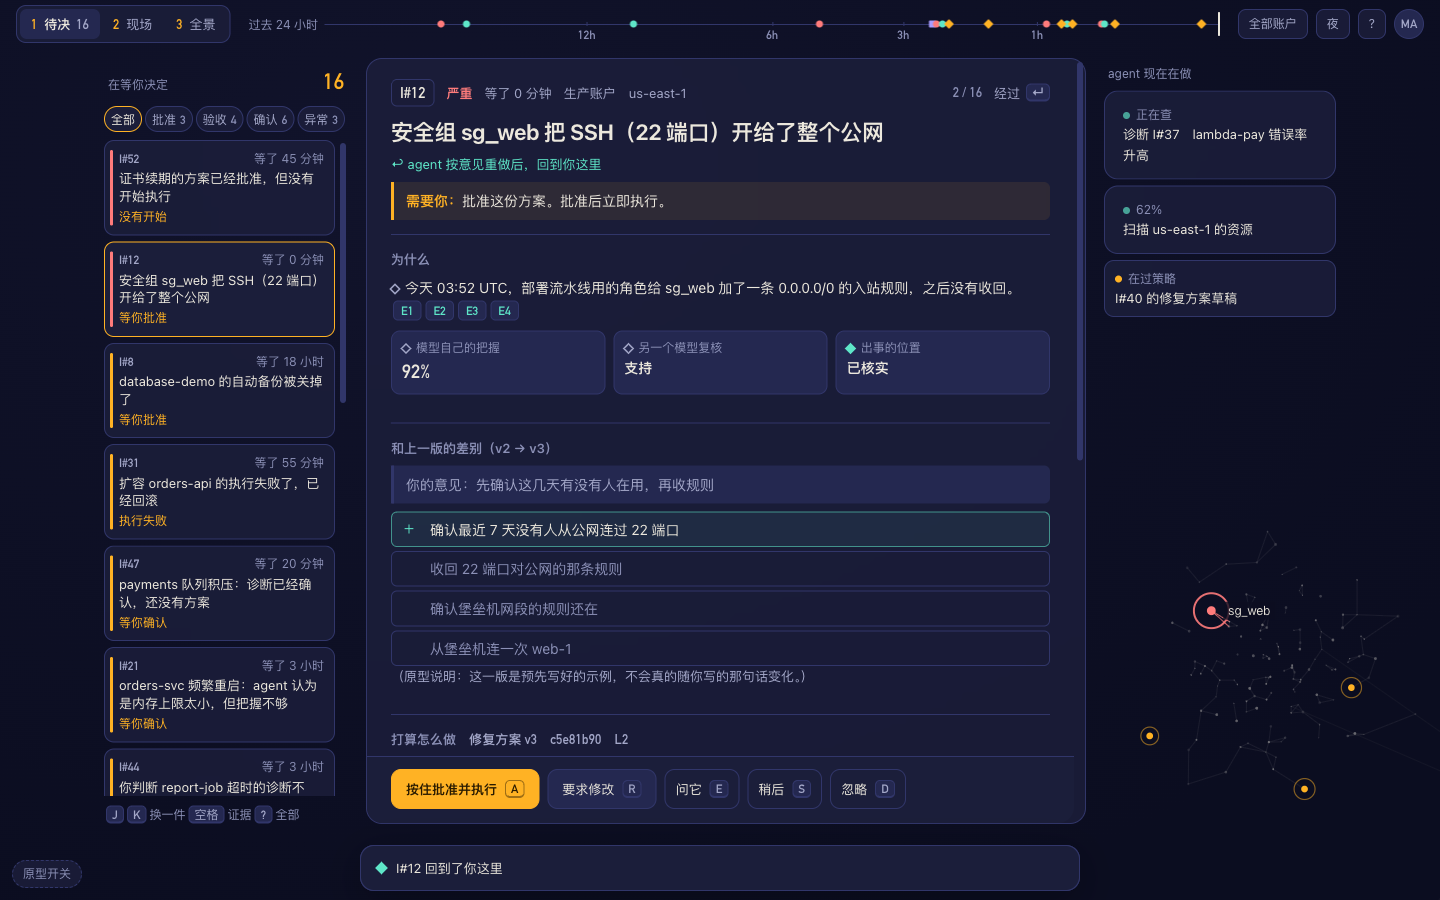 1 待决 16 2 现场 3 全景
过去 24 小时
12h 6h 3h 1h
全部账户 夜 ? MA
在等你决定 16
全部 批准 3 验收 4 确认 6 异常 3
I#52 等了 45 分钟
证书续期的方案已经批准，但没有
开始执行
没有开始
I#12 等了 0 分钟
安全组 sg_web 把 SSH（22 端口）
开给了整个公网
等你批准
I#8 等了 18 小时
database-demo 的自动备份被关掉
了
等你批准
I#31 等了 55 分钟
扩容 orders-api 的执行失败了，已
经回滚
执行失败
I#47 等了 20 分钟
payments 队列积压：诊断已经确
认，还没有方案
等你确认
I#21 等了 3 小时
orders-svc 频繁重启：agent 认为
是内存上限太小，但把握不够
等你确认
I#44 等了 3 小时
你判断 report-job 超时的诊断不
J K 换一件 空格 证据 ? 全部
原型开关
I#12 严重 等了 0 分钟 生产账户 us-east-1 2 / 16 经过 ↵
安全组 sg_web 把 SSH（22 端口）开给了整个公网
↩ agent 按意见重做后，回到你这里
需要你：批准这份方案。批准后立即执行。
为什么
今天 03:52 UTC，部署流水线用的角色给 sg_web 加了一条 0.0.0.0/0 的入站规则，之后没有收回。
E1 E2 E3 E4
模型自己的把握
92%
另一个模型复核
支持
出事的位置
已核实
和上一版的差别（v2 → v3）
你的意见：先确认这几天有没有人在用，再收规则
+ 确认最近 7 天没有人从公网连过 22 端口
收回 22 端口对公网的那条规则
确认堡垒机网段的规则还在
从堡垒机连一次 web-1
（原型说明：这一版是预先写好的示例，不会真的随你写的那句话变化。）
打算怎么做 修复方案 v3 c5e81b90 L2
按住批准并执行 A 要求修改 R 问它 E 稍后 S 忽略 D
I#12 回到了你这里
agent 现在在做
正在查
诊断 I#37 lambda-pay 错误率
升高
62%
扫描 us-east-1 的资源
在过策略
I#40 的修复方案草稿
sg_web